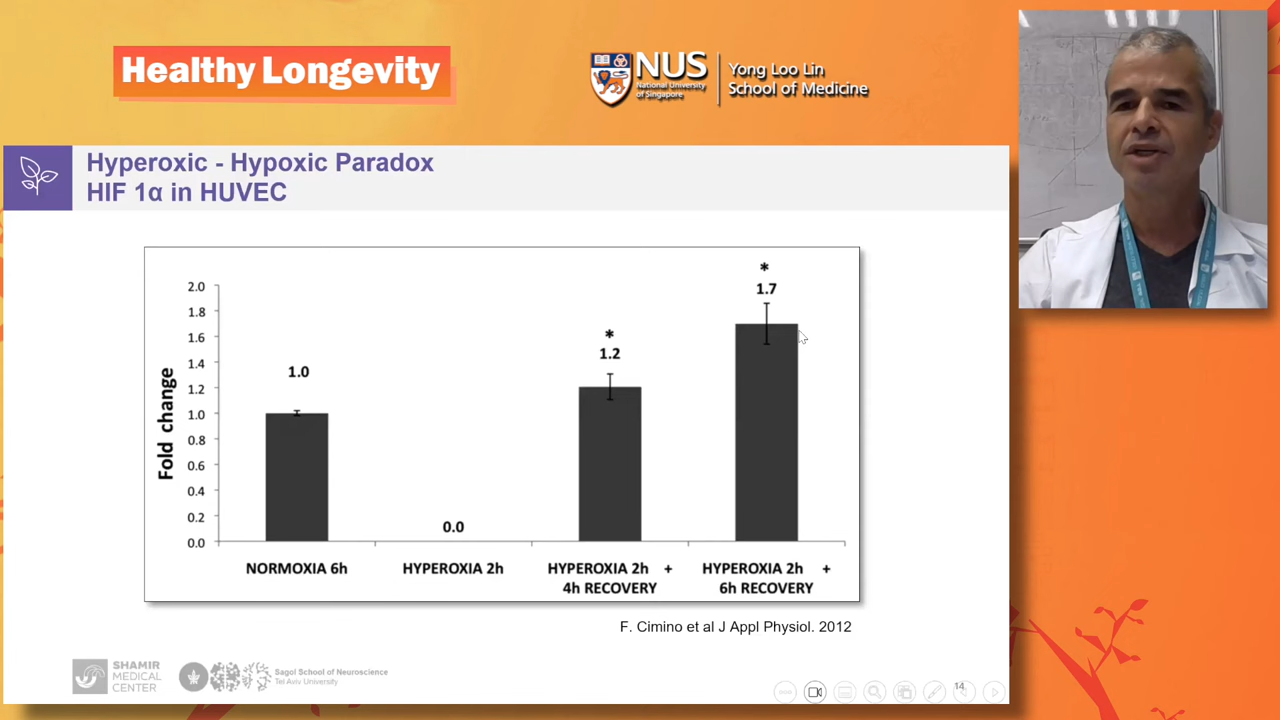 Healthy Longevity
NUS
National University
of Singapore
Yong Loo Lin
School of Medicine
Hyperoxic - Hypoxic Paradox
HIF 1α in HUVEC
Fold change
2.0
1.8
1.6
1.4
1.2
1.0
0.8
0.6
0.4
0.2
0.0
1.0
0.0
*
1.2
*
1.7
NORMOXIA 6h
HYPEROXIA 2h
HYPEROXIA 2h +
4h RECOVERY
HYPEROXIA 2h +
6h RECOVERY
F. Cimino et al J Appl Physiol. 2012
SHAMIR
MEDICAL
CENTER
Sagol School of Neuroscience
Tel Aviv University
14